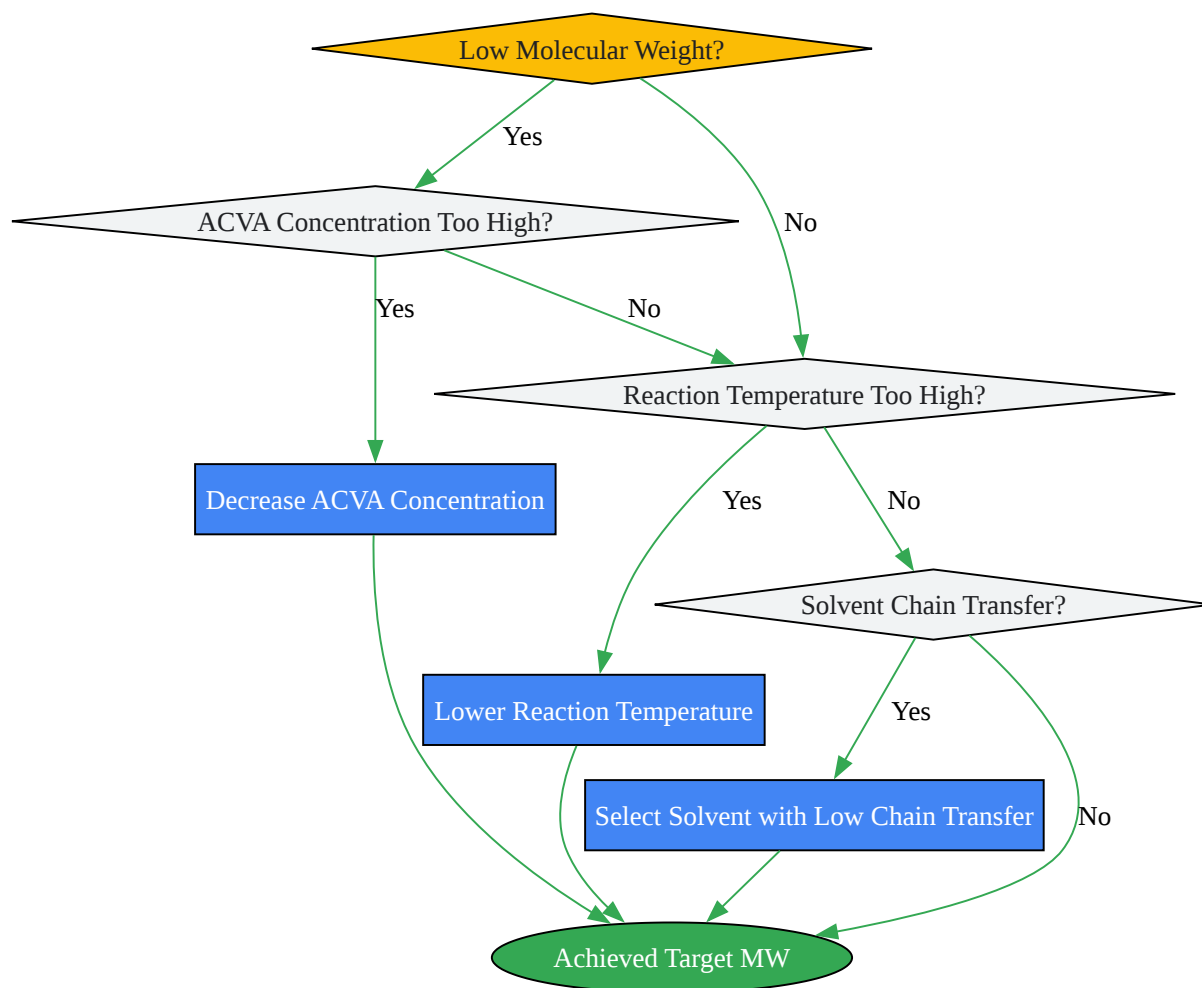 Low Molecular Weight?
Yes
ACVA Concentration Too High?
No
Yes
No
Reaction Temperature Too High?
Decrease ACVA Concentration
Yes
No
Solvent Chain Transfer?
Lower Reaction Temperature
Yes
Select Solvent with Low Chain Transfer
No
Achieved Target MW